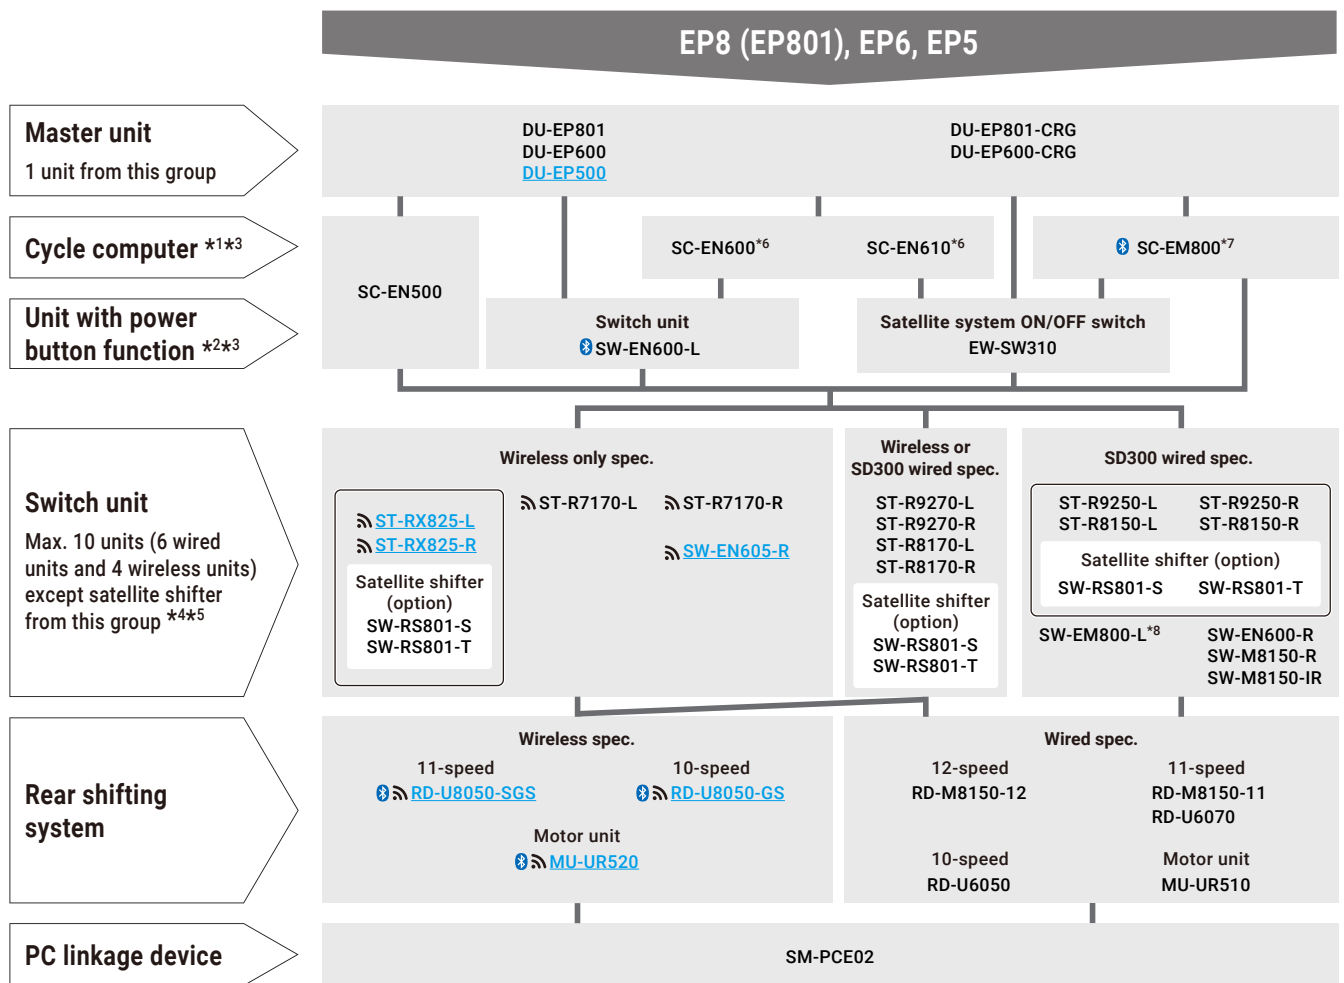 EP8 (EP801), EP6, EP5
Master unit
1 unit from this group
DU-EP801
DU-EP600
DU-EP500
DU-EP801-CRG
DU-EP600-CRG
Cycle computer *1*3
SC-EN500
SC-EN600*6
SC-EN610*6
SC-EM800*7
Unit with power
button function *2*3
Switch unit
SW-EN600-L
Satellite system ON/OFF switch
EW-SW310
Switch unit
Max. 10 units (6 wired
units and 4 wireless units)
except satellite shifter
from this group *4*5
Wireless only spec.
ST-RX825-L
ST-RX825-R
Satellite shifter
(option)
SW-RS801-S
SW-RS801-T
ST-R7170-L
ST-R7170-R
SW-EN605-R
Wireless or
SD300 wired spec.
ST-R9270-L
ST-R9270-R
ST-R8170-L
ST-R8170-R
Satellite shifter
(option)
SW-RS801-S
SW-RS801-T
SD300 wired spec.
ST-R9250-L ST-R9250-R
ST-R8150-L ST-R8150-R
Satellite shifter (option)
SW-RS801-S SW-RS801-T
SW-EM800-L*8
SW-EN600-R
SW-M8150-R
SW-M8150-IR
Rear shifting
system
Wireless spec.
11-speed
RD-U8050-SGS
10-speed
RD-U8050-GS
Motor unit
MU-UR520
Wired spec.
12-speed
RD-M8150-12
11-speed
RD-M8150-11
RD-U6070
10-speed
RD-U6050
Motor unit
MU-UR510
PC linkage device
SM-PCE02